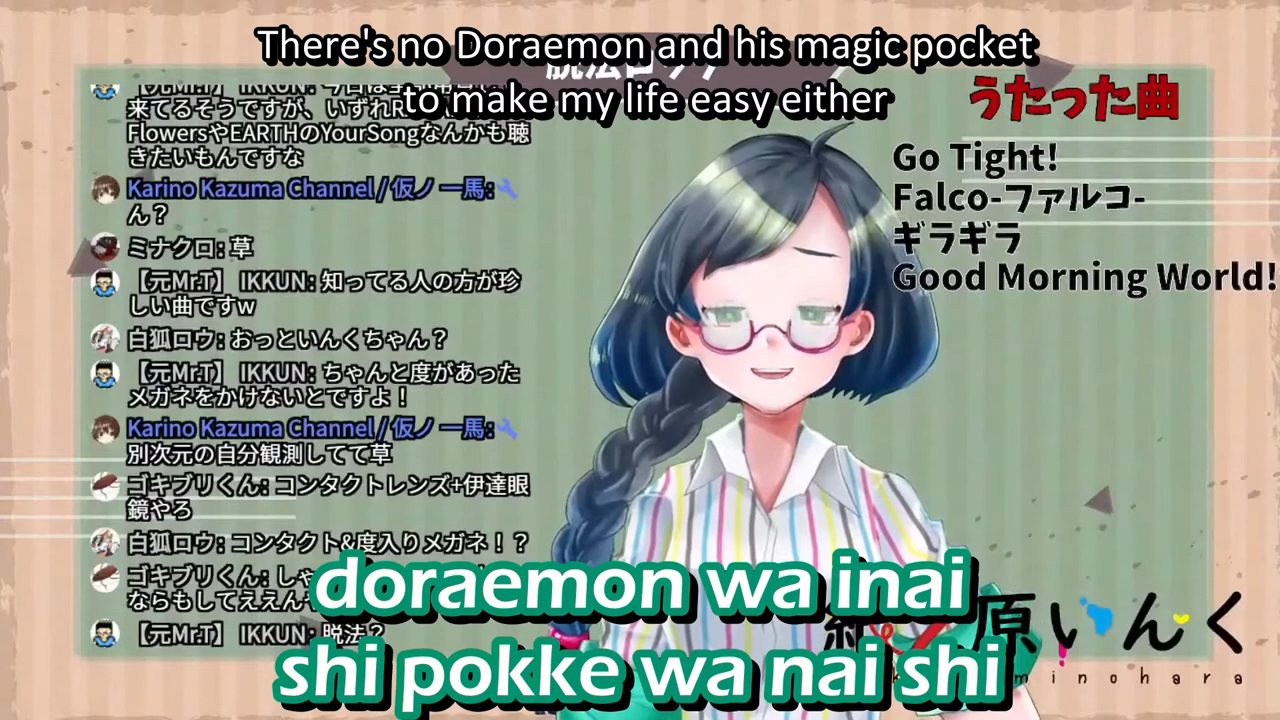 There's no Doraemon and his magic pocket
to make my life easy either
うたった曲
Go Tight!
Falco-ファルコ-
ギラギラ
Good Morning World!
【元Mr.T】 IKKUN:
来てるそうですが、いずれ
FlowersやEARTHのYourSongなんかも聴
きたいもんですな
Karino Kazuma Channel / 仮ノ 一馬:
ん？
ミナクロ: 草
【元Mr.T】 IKKUN: 知ってる人の方が珍
しい曲ですw
白狐ロウ: おっといんくちゃん？
【元Mr.T】 IKKUN: ちゃんと度があった
メガネをかけないとですよ！
Karino Kazuma Channel / 仮ノ 一馬:
別次元の自分観測してて草
ゴキブリくん: コンタクトレンズ+伊達眼
鏡やろ
白狐ロウ: コンタクト&度入りメガネ！？
ゴキブリくん: しゃ
ならもしてええん
【元Mr.T】 IKKUN: 脱法？
doraemon wa inai
shi pokke wa nai shi
原いんく
minohara